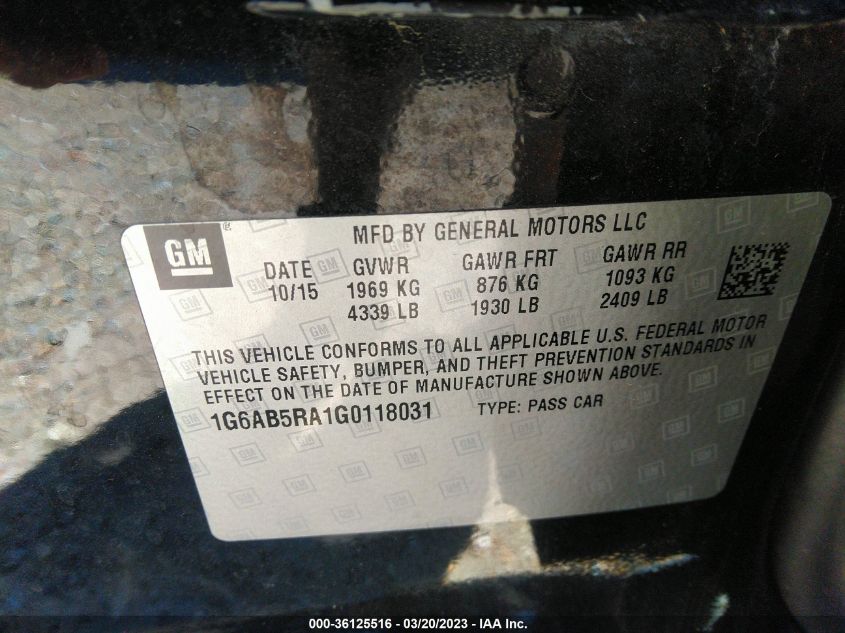 GM
MFD BY GENERAL MOTORS LLC
DATE GVWR GAWR FRT GAWR RR
10/15 1969 KG 876 KG 1093 KG
4339 LB 1930 LB 2409 LB
THIS VEHICLE CONFORMS TO ALL APPLICABLE U.S. FEDERAL MOTOR
VEHICLE SAFETY, BUMPER, AND THEFT PREVENTION STANDARDS IN
EFFECT ON THE DATE OF MANUFACTURE SHOWN ABOVE.
1G6AB5RA1G0118031 TYPE: PASS CAR
000-36125516 - 03/20/2023 - IAA Inc.